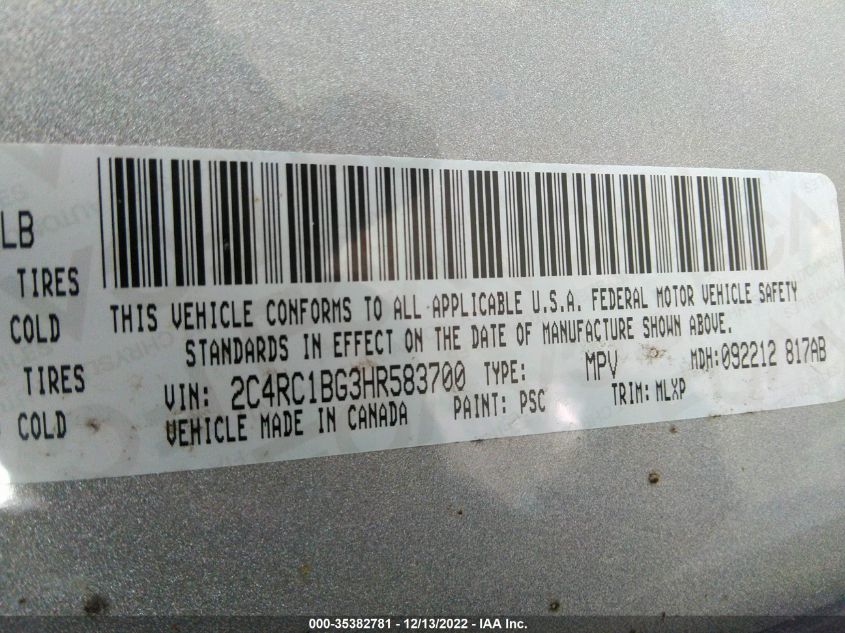 LB
TIRES
COLD
TIRES
COLD
THIS VEHICLE CONFORMS TO ALL APPLICABLE U.S.A. FEDERAL MOTOR VEHICLE SAFETY
STANDARDS IN EFFECT ON THE DATE OF MANUFACTURE SHOWN ABOVE.
VIN: 2C4RC1BG3HR583700 TYPE: MPV MDH: 092212 817AB
VEHICLE MADE IN CANADA PAINT: PSC TRIM: MLXP
000-35382781 - 12/13/2022 - IAA Inc.